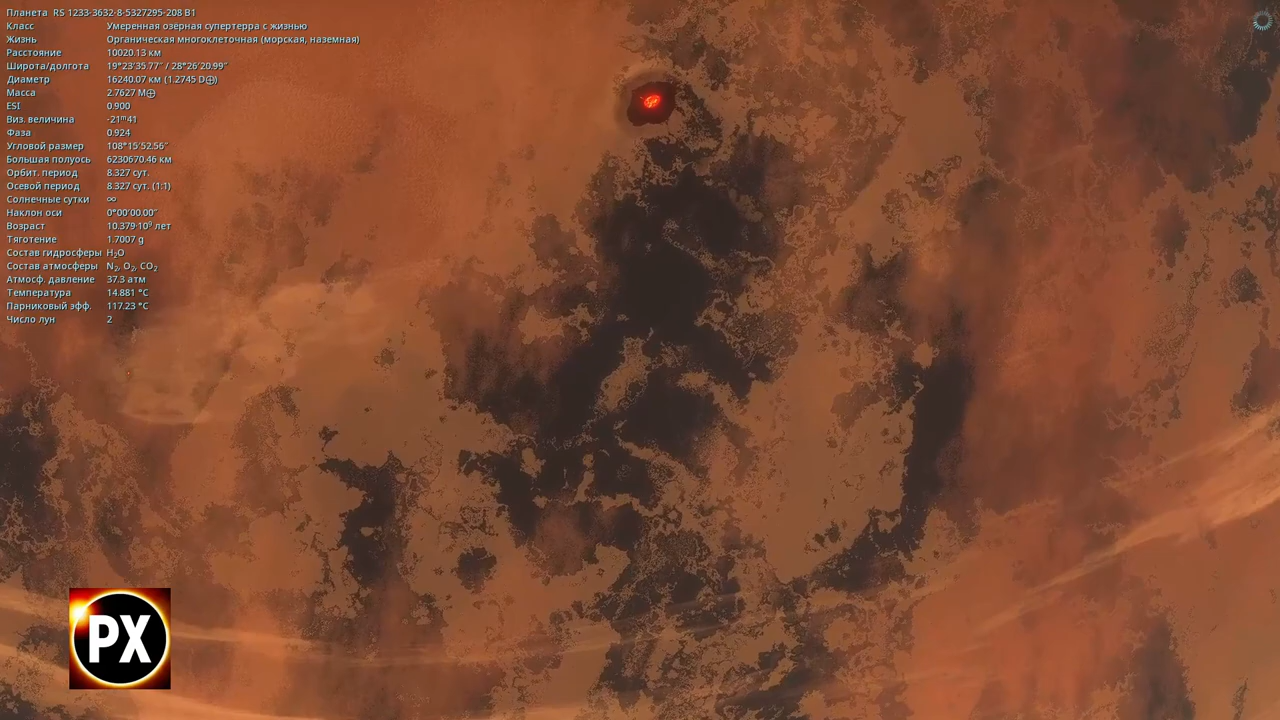 Планета RS 1233-3632-8-5327295-208 B1
Класс Умеренная озерная супертерра с жизнью
Жизнь Органическая многоклеточная (морская, наземная)
Расстояние 10020.13 км
Широта/долгота 19°23'35.77" / 28°26'20.99"
Диаметр 16240.07 км (1.2745 D⊕)
Масса 2.7627 M⊕
ESI 0.900
Виз. величина -21ᵐ41
Фаза 0.924
Угловой размер 108°15'52.56"
Большая полуось 6230670.46 км
Орбит. период 8.327 сут.
Осевой период 8.327 сут. (1:1)
Солнечные сутки ∞
Наклон оси 0°00'00.00"
Возраст 10.379·10⁹ лет
Тяготение 1.7007 g
Состав гидросферы H₂O
Состав атмосферы N₂, O₂, CO₂
Атмосф. давление 37.3 атм
Температура 14.881 °C
Парниковый эфф. 117.23 °C
Число лун 2
PX